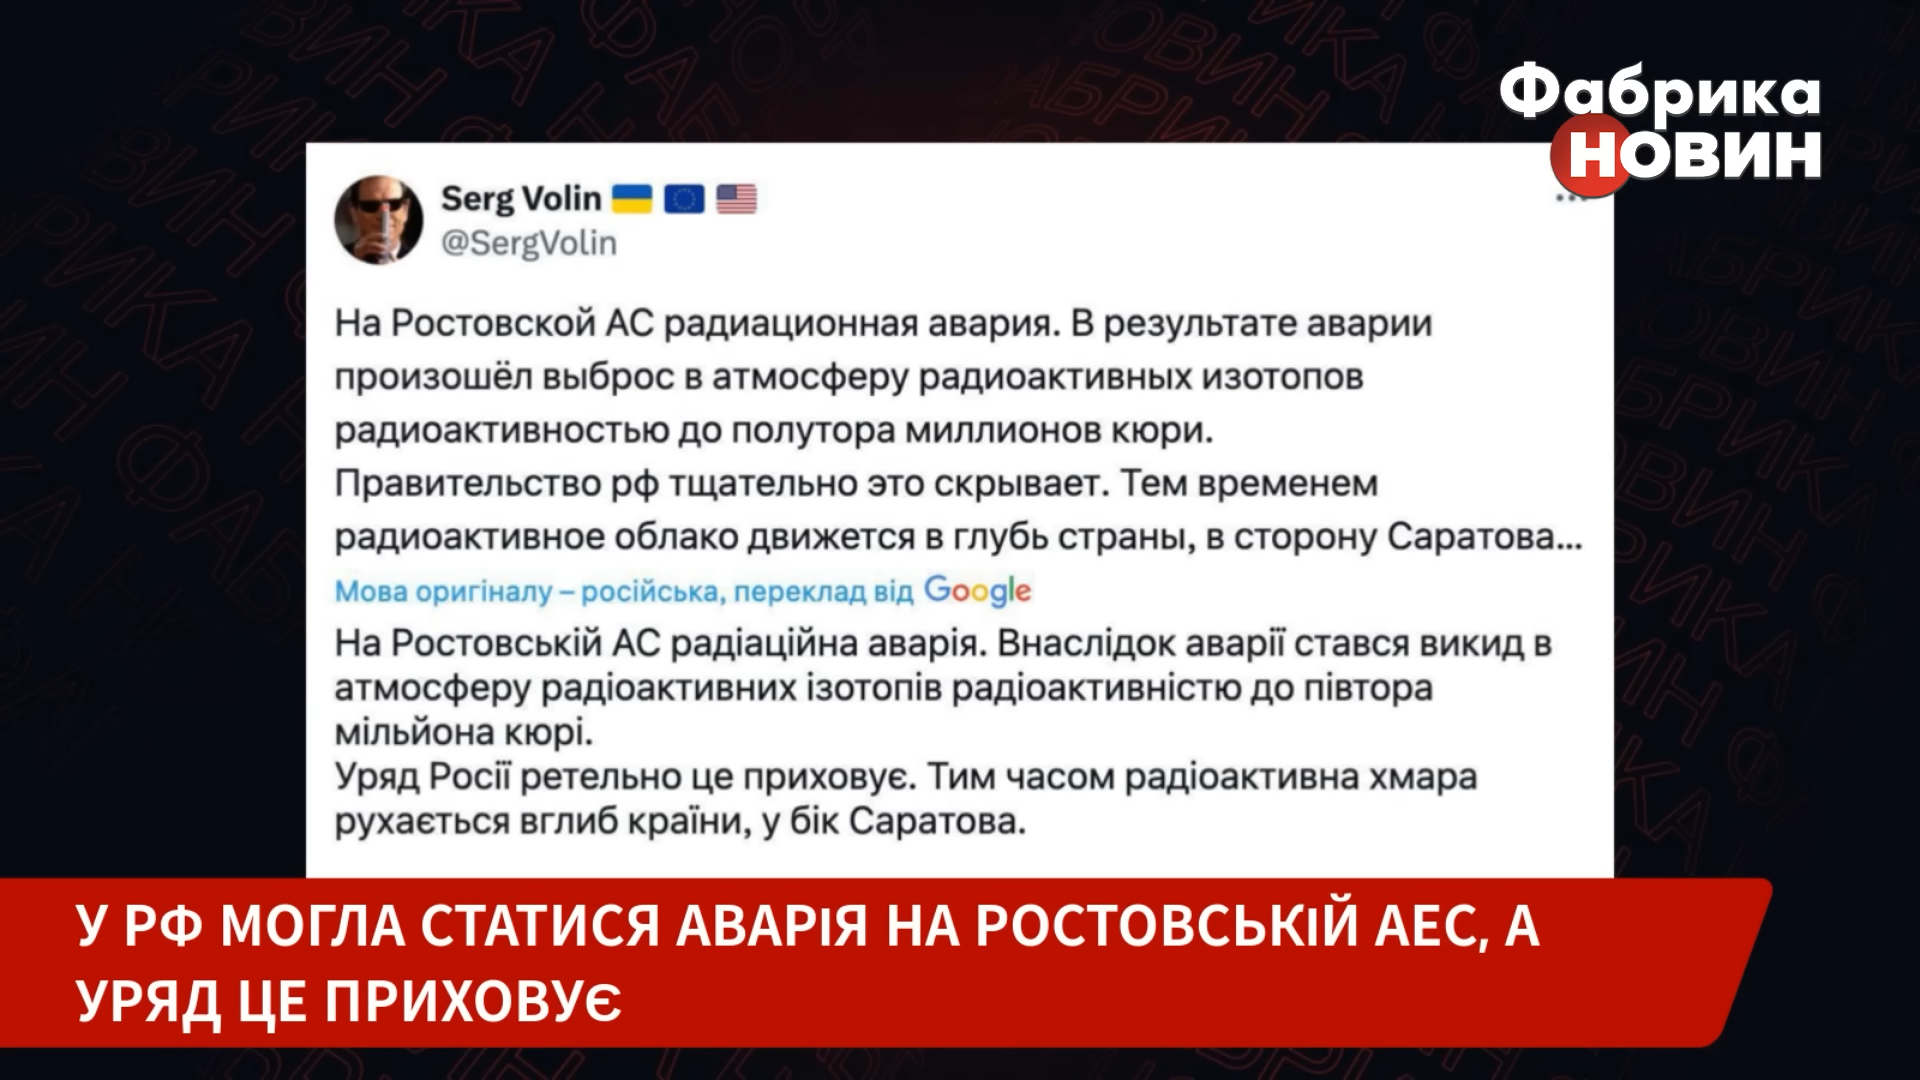 Фабрика
новин
Serg Volin
@SergVolin
На Ростовской АС радиационная авария. В результате аварии
произошёл выброс в атмосферу радиоактивных изотопов
радиоактивностью до полутора миллионов кюри.
Правительство рф тщательно это скрывает. Тем временем
радиоактивное облако движется в глубь страны, в сторону Саратова...
Мова оригіналу – російська, переклад від Google
На Ростовській АС радіаційна аварія. Внаслідок аварії стався викид в
атмосферу радіоактивних ізотопів радіоактивністю до півтора
мільйона кюрі.
Уряд Росії ретельно це приховує. Тим часом радіоактивна хмара
рухається вглиб країни, у бік Саратова.
У РФ МОГЛА СТАТИСЯ АВАРІЯ НА РОСТОВСЬКІЙ АЕС, А
УРЯД ЦЕ ПРИХОВУЄ